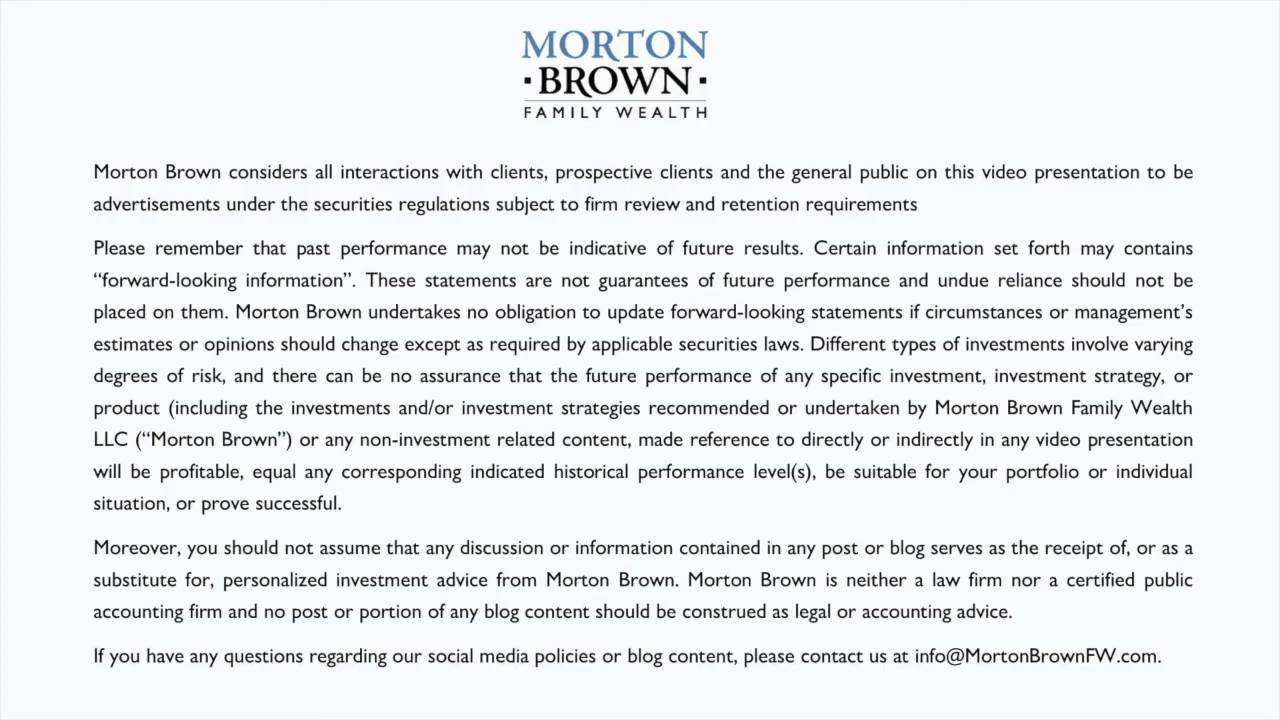 MORTON
·BROWN·
FAMILY WEALTH
Morton Brown considers all interactions with clients, prospective clients and the general public on this video presentation to be
advertisements under the securities regulations subject to firm review and retention requirements
Please remember that past performance may not be indicative of future results. Certain information set forth may contains
“forward-looking information”. These statements are not guarantees of future performance and undue reliance should not be
placed on them. Morton Brown undertakes no obligation to update forward-looking statements if circumstances or management’s
estimates or opinions should change except as required by applicable securities laws. Different types of investments involve varying
degrees of risk, and there can be no assurance that the future performance of any specific investment, investment strategy, or
product (including the investments and/or investment strategies recommended or undertaken by Morton Brown Family Wealth
LLC (“Morton Brown”) or any non-investment related content, made reference to directly or indirectly in any video presentation
will be profitable, equal any corresponding indicated historical performance level(s), be suitable for your portfolio or individual
situation, or prove successful.
Moreover, you should not assume that any discussion or information contained in any post or blog serves as the receipt of, or as a
substitute for, personalized investment advice from Morton Brown. Morton Brown is neither a law firm nor a certified public
accounting firm and no post or portion of any blog content should be construed as legal or accounting advice.
If you have any questions regarding our social media policies or blog content, please contact us at info@MortonBrownFW.com.